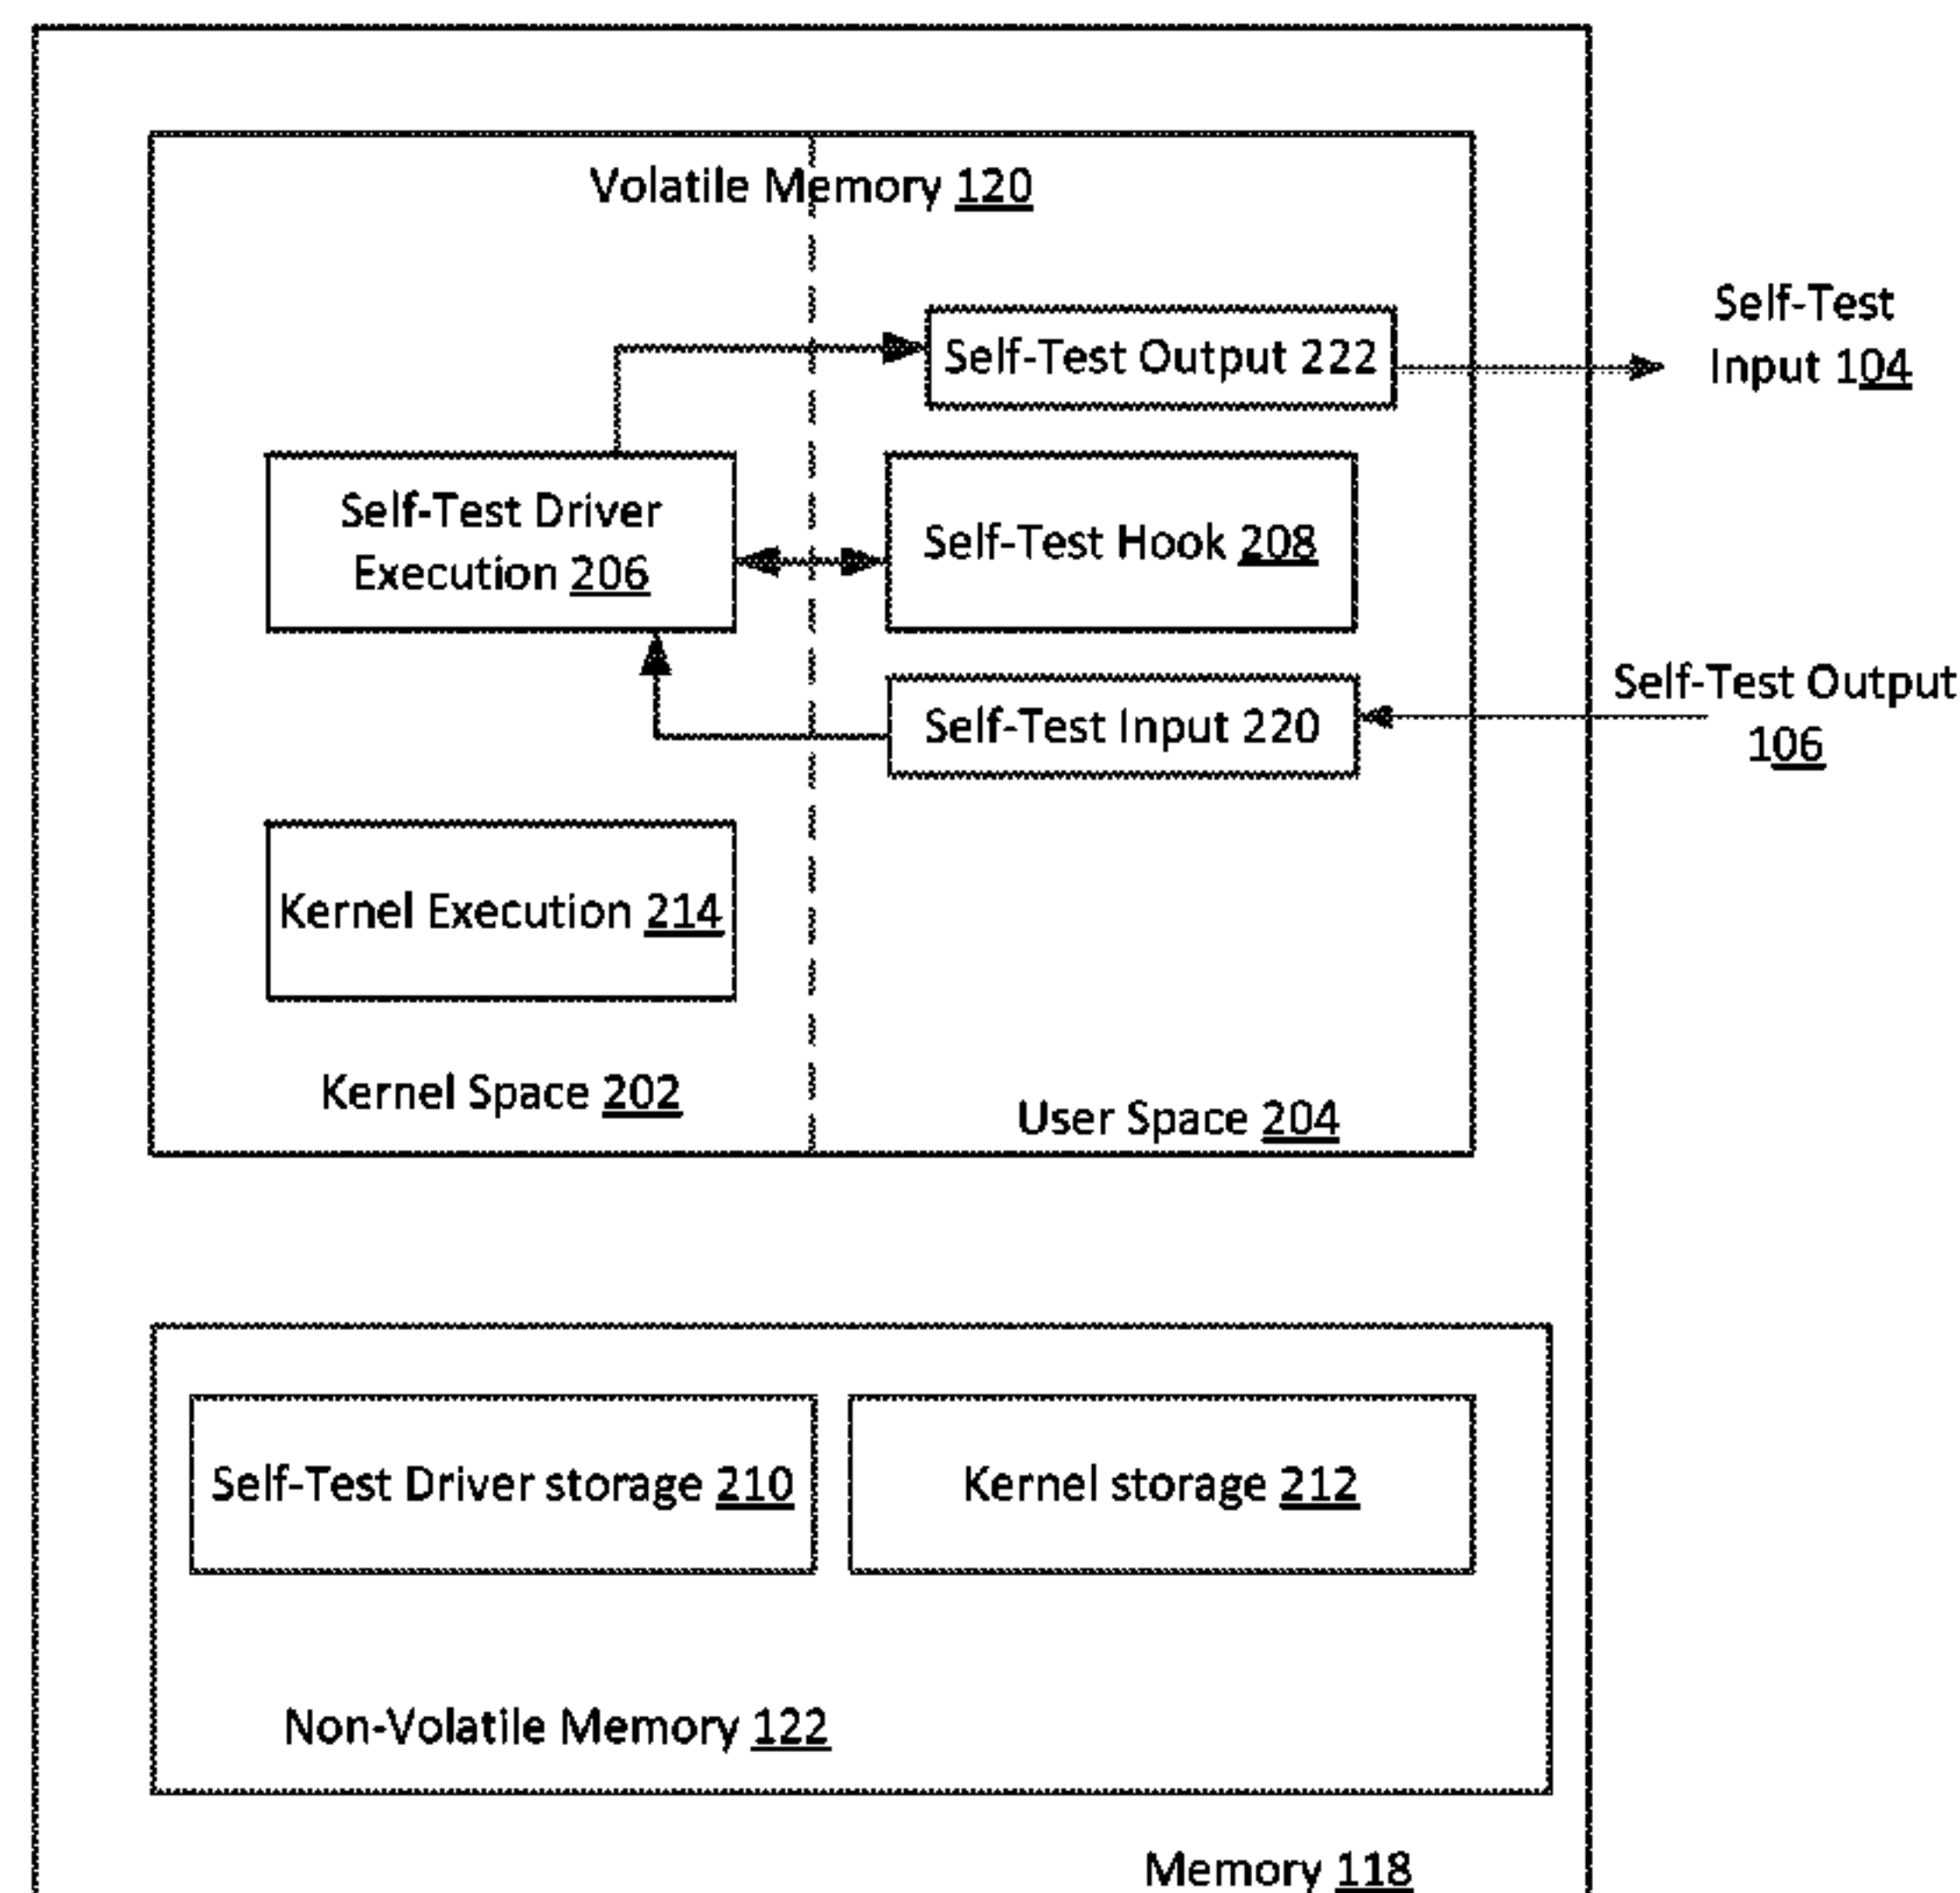 Volatile Memory 120
Self-Test
Input 104
Self-Test Output 222
Self-Test Driver
Execution 206
Self-Test Hook 208
Self-Test Output
106
Self-Test Input 220
Kernel Execution 214
Kernel Space 202
User Space 204
Self-Test Driver storage 210
Kernel storage 212
Non-Volatile Memory 122
Memory 118